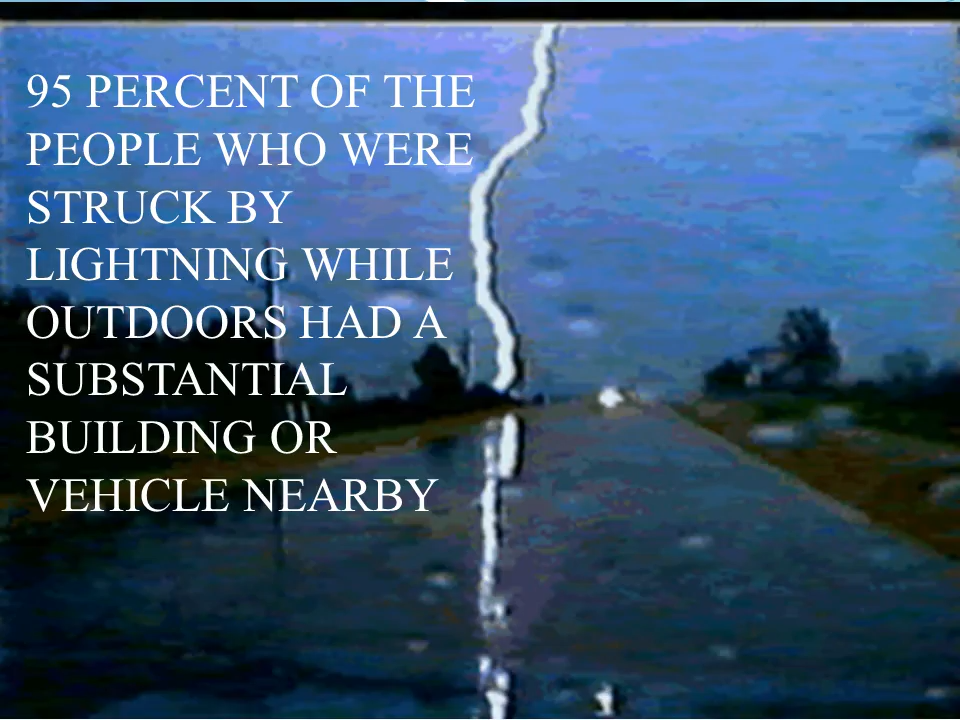 95 PERCENT OF THE
PEOPLE WHO WERE
STRUCK BY
LIGHTNING WHILE
OUTDOORS HAD A
SUBSTANTIAL
BUILDING OR
VEHICLE NEARBY